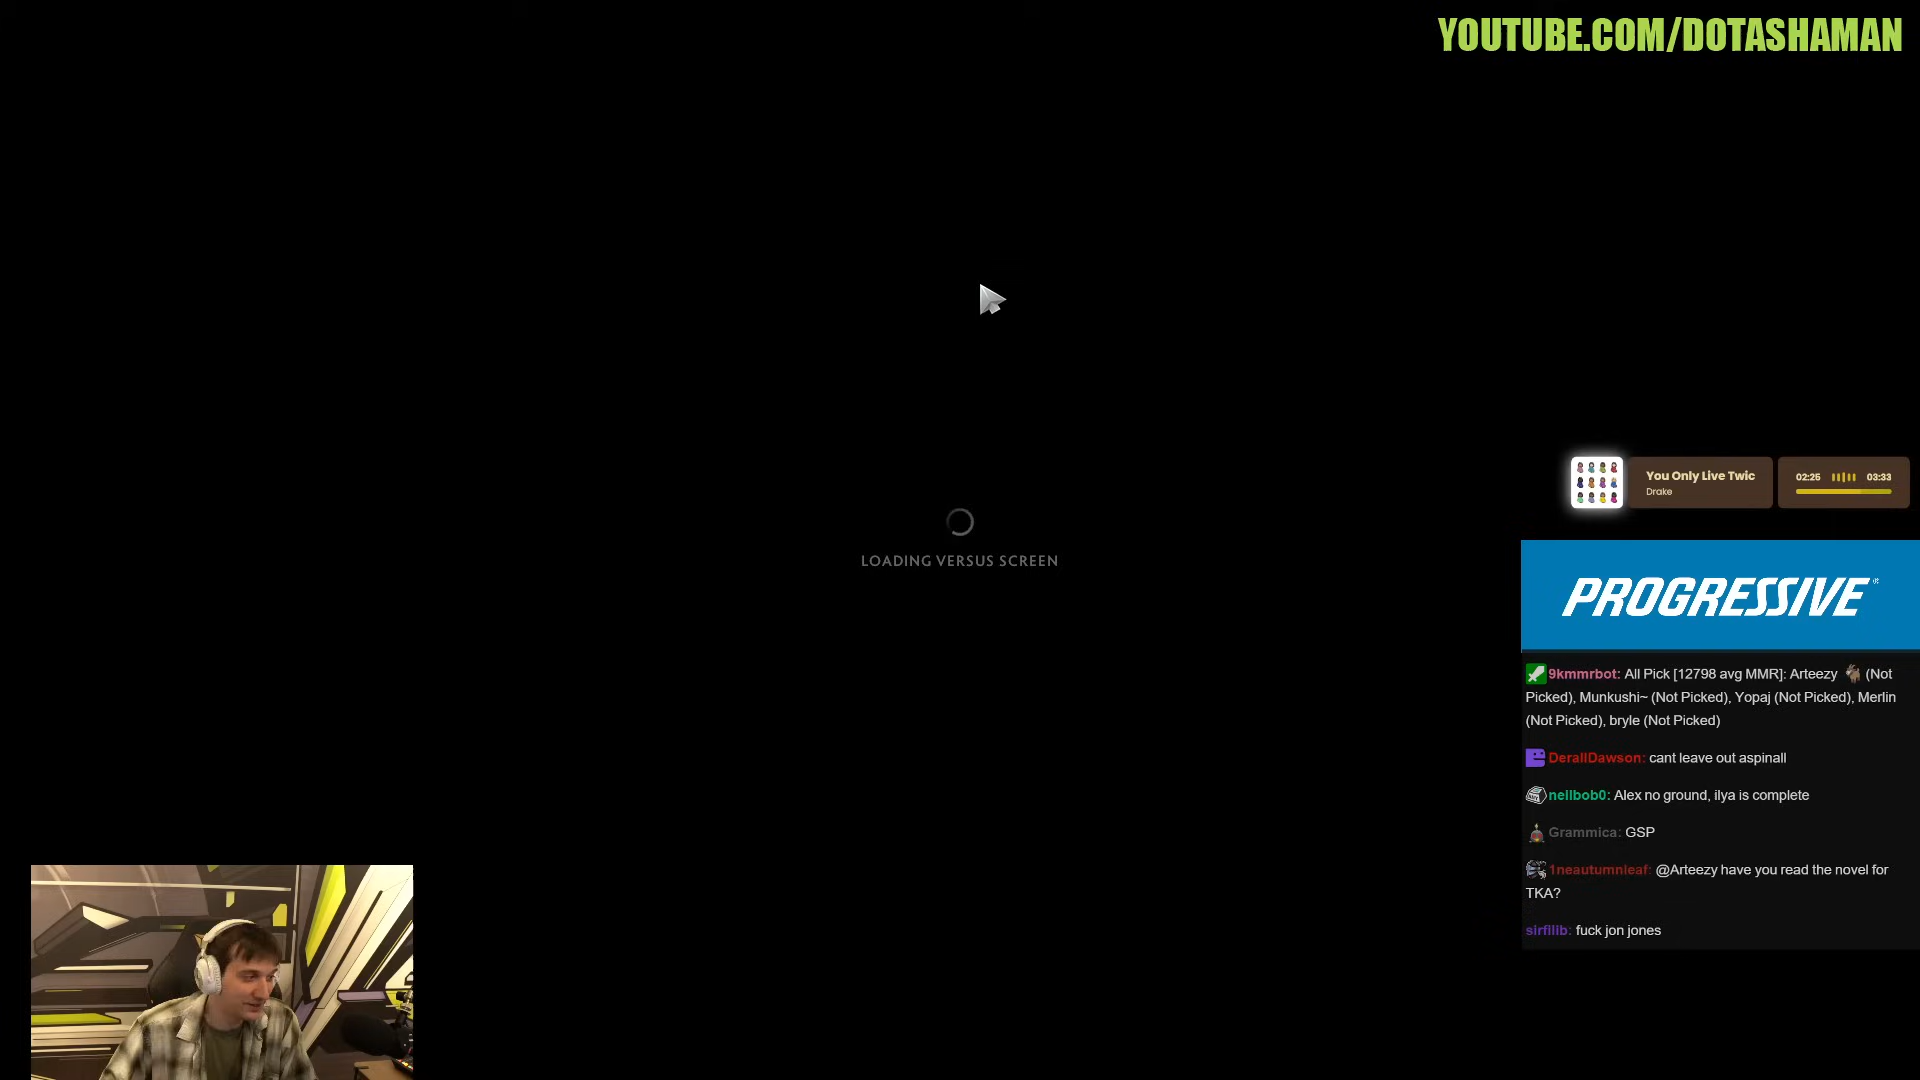 YOUTUBE.COM/DOTASHAMAN
You Only Live Twic
Drake
02:25
03:33
LOADING VERSUS SCREEN
PROGRESSIVE®
9kmmrbot: All Pick [12798 avg MMR]: Arteezy (Not
Picked), Munkushi~ (Not Picked), Yopaj (Not Picked), Merlin
(Not Picked), bryle (Not Picked)
DerallDawson: cant leave out aspinall
neilbob0: Alex no ground, ilya is complete
Grammica: GSP
1neautumnleaf: @Arteezy have you read the novel for
TKA?
sirfilib: fuck jon jones